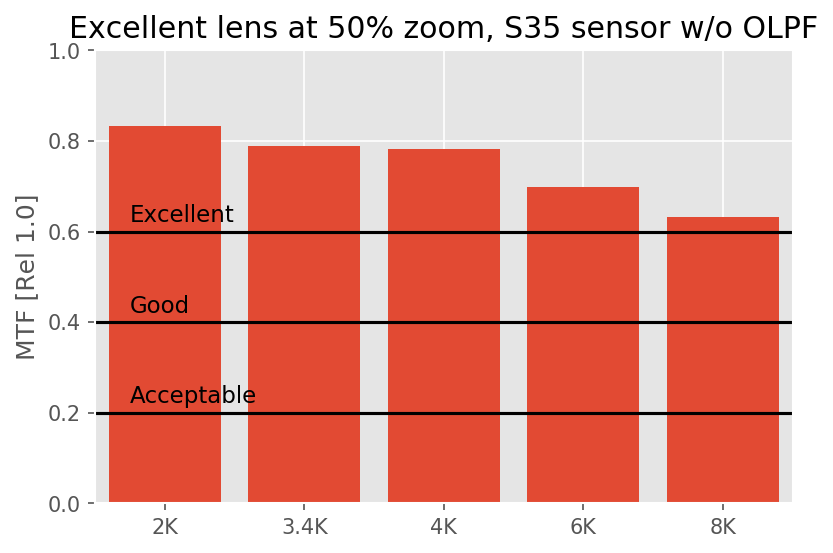 Excellent lens at 50% zoom, S35 sensor w/o OLPF
MTF [Rel 1.0]
1.0
0.8
0.6
0.4
0.2
0.0
Excellent
Good
Acceptable
2K 3.4K 4K 6K 8K